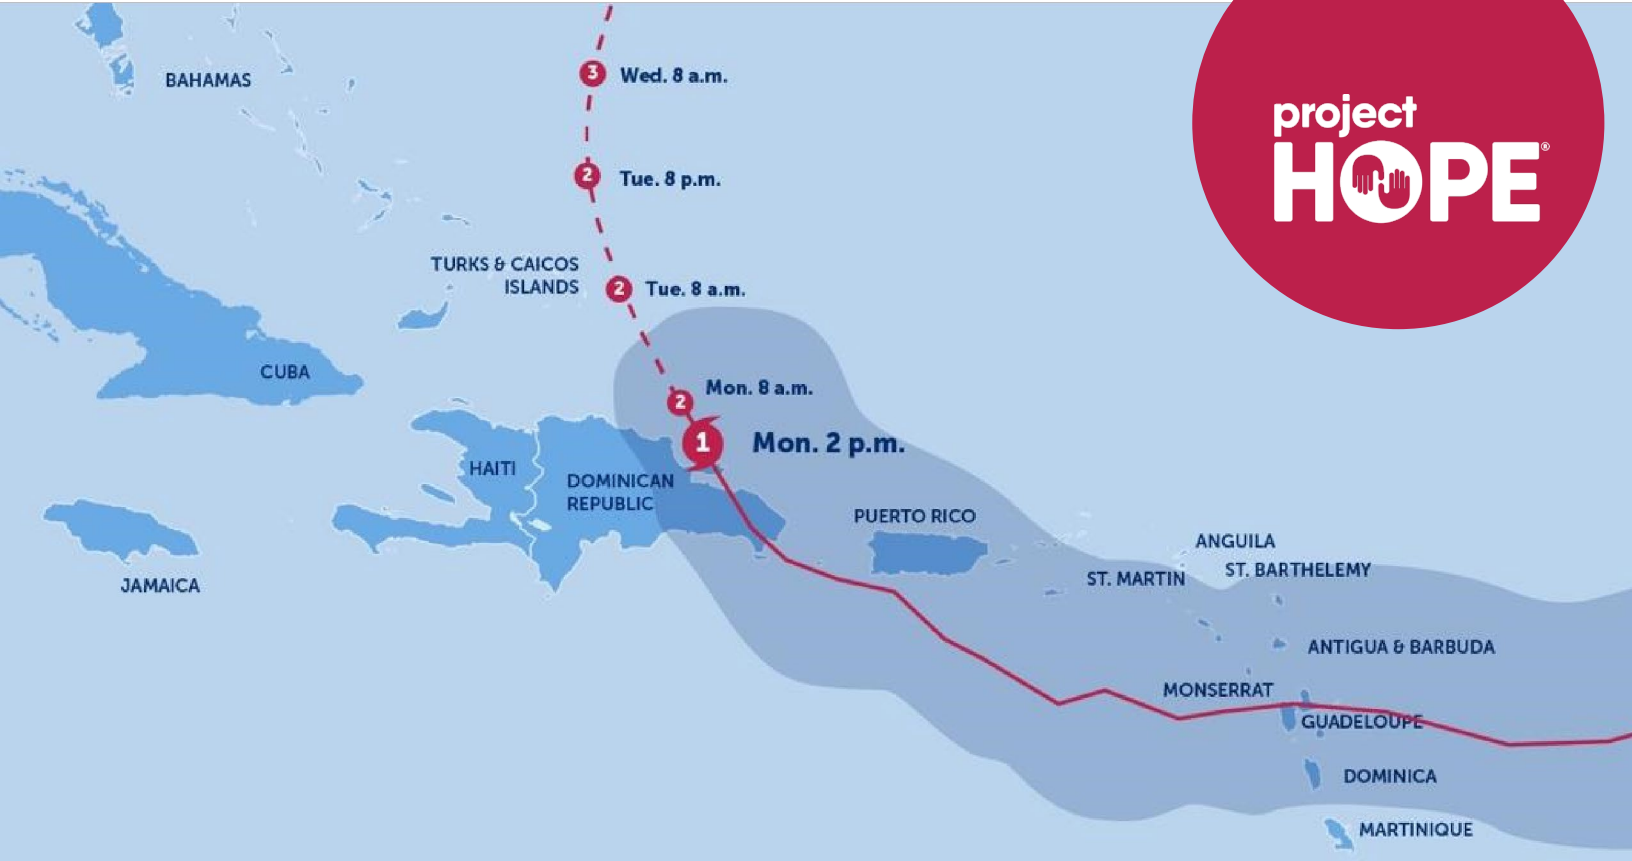 project
HOPE®
BAHAMAS
3 Wed. 8 a.m.
2 Tue. 8 p.m.
TURKS & CAICOS
ISLANDS
2 Tue. 8 a.m.
CUBA
2 Mon. 8 a.m.
1 Mon. 2 p.m.
HAITI
DOMINICAN
REPUBLIC
PUERTO RICO
JAMAICA
ANGUILA
ST. BARTHELEMY
ST. MARTIN
ANTIGUA & BARBUDA
MONSERRAT
GUADELOUPE
DOMINICA
MARTINIQUE